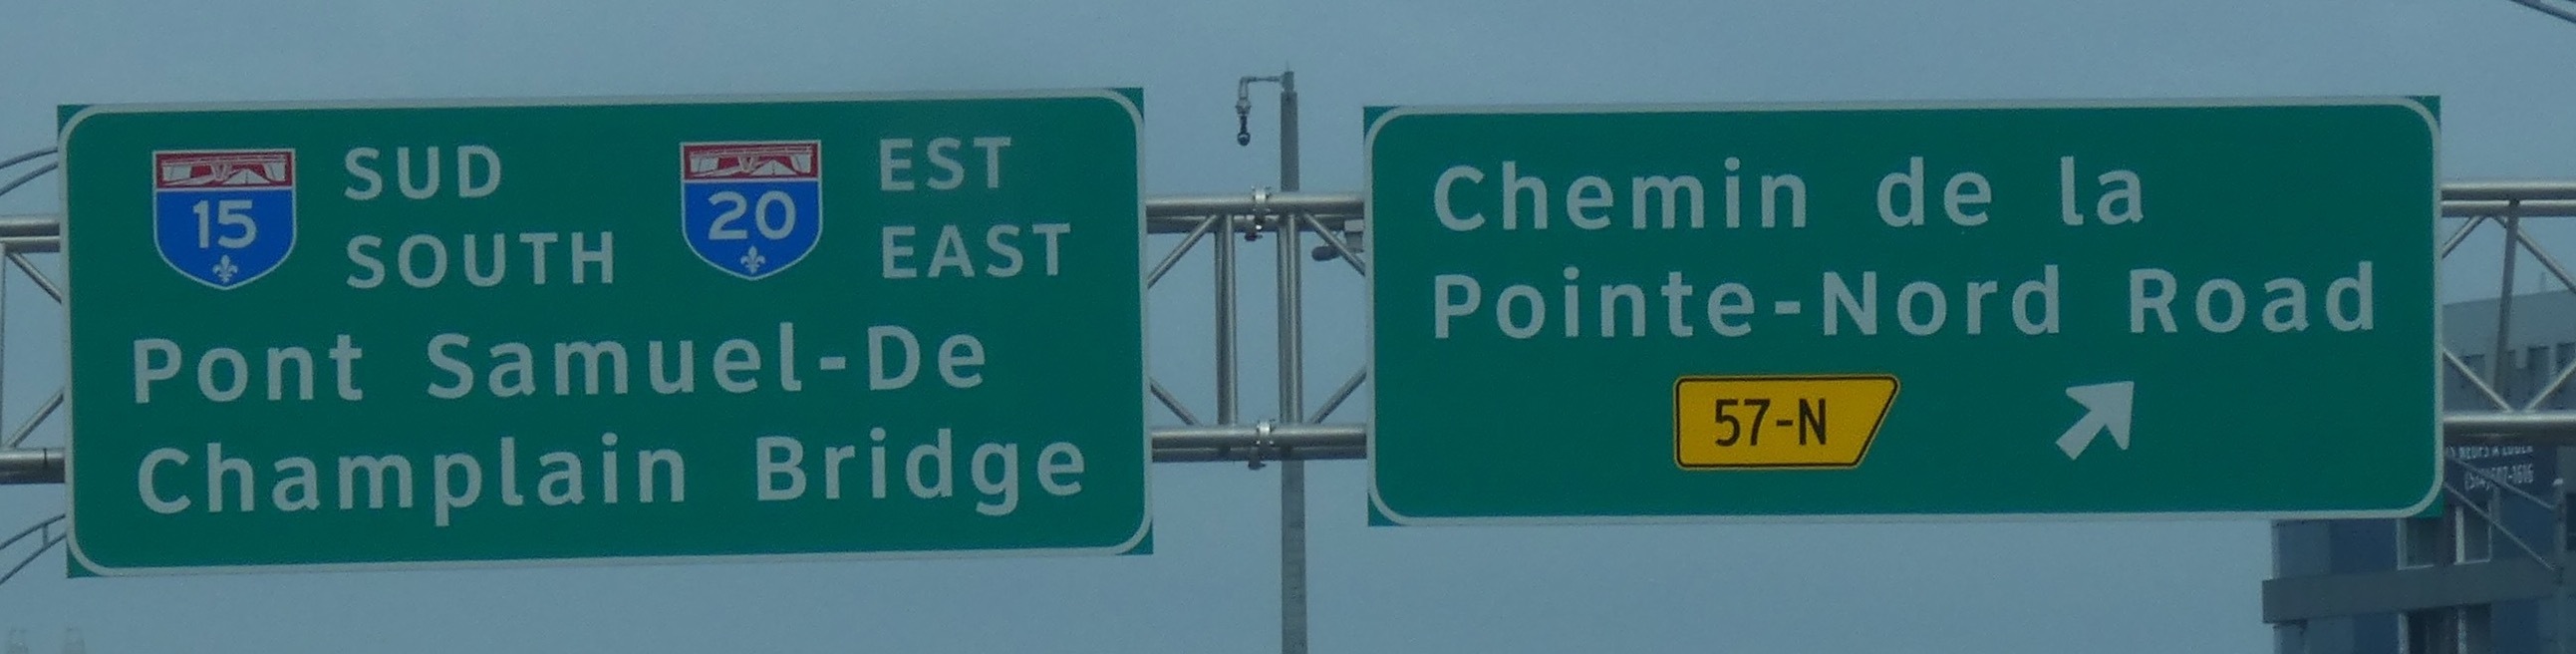 15 SUD 20 EST
SOUTH EAST
Pont Samuel-De
Champlain Bridge
Chemin de la
Pointe-Nord Road
57-N